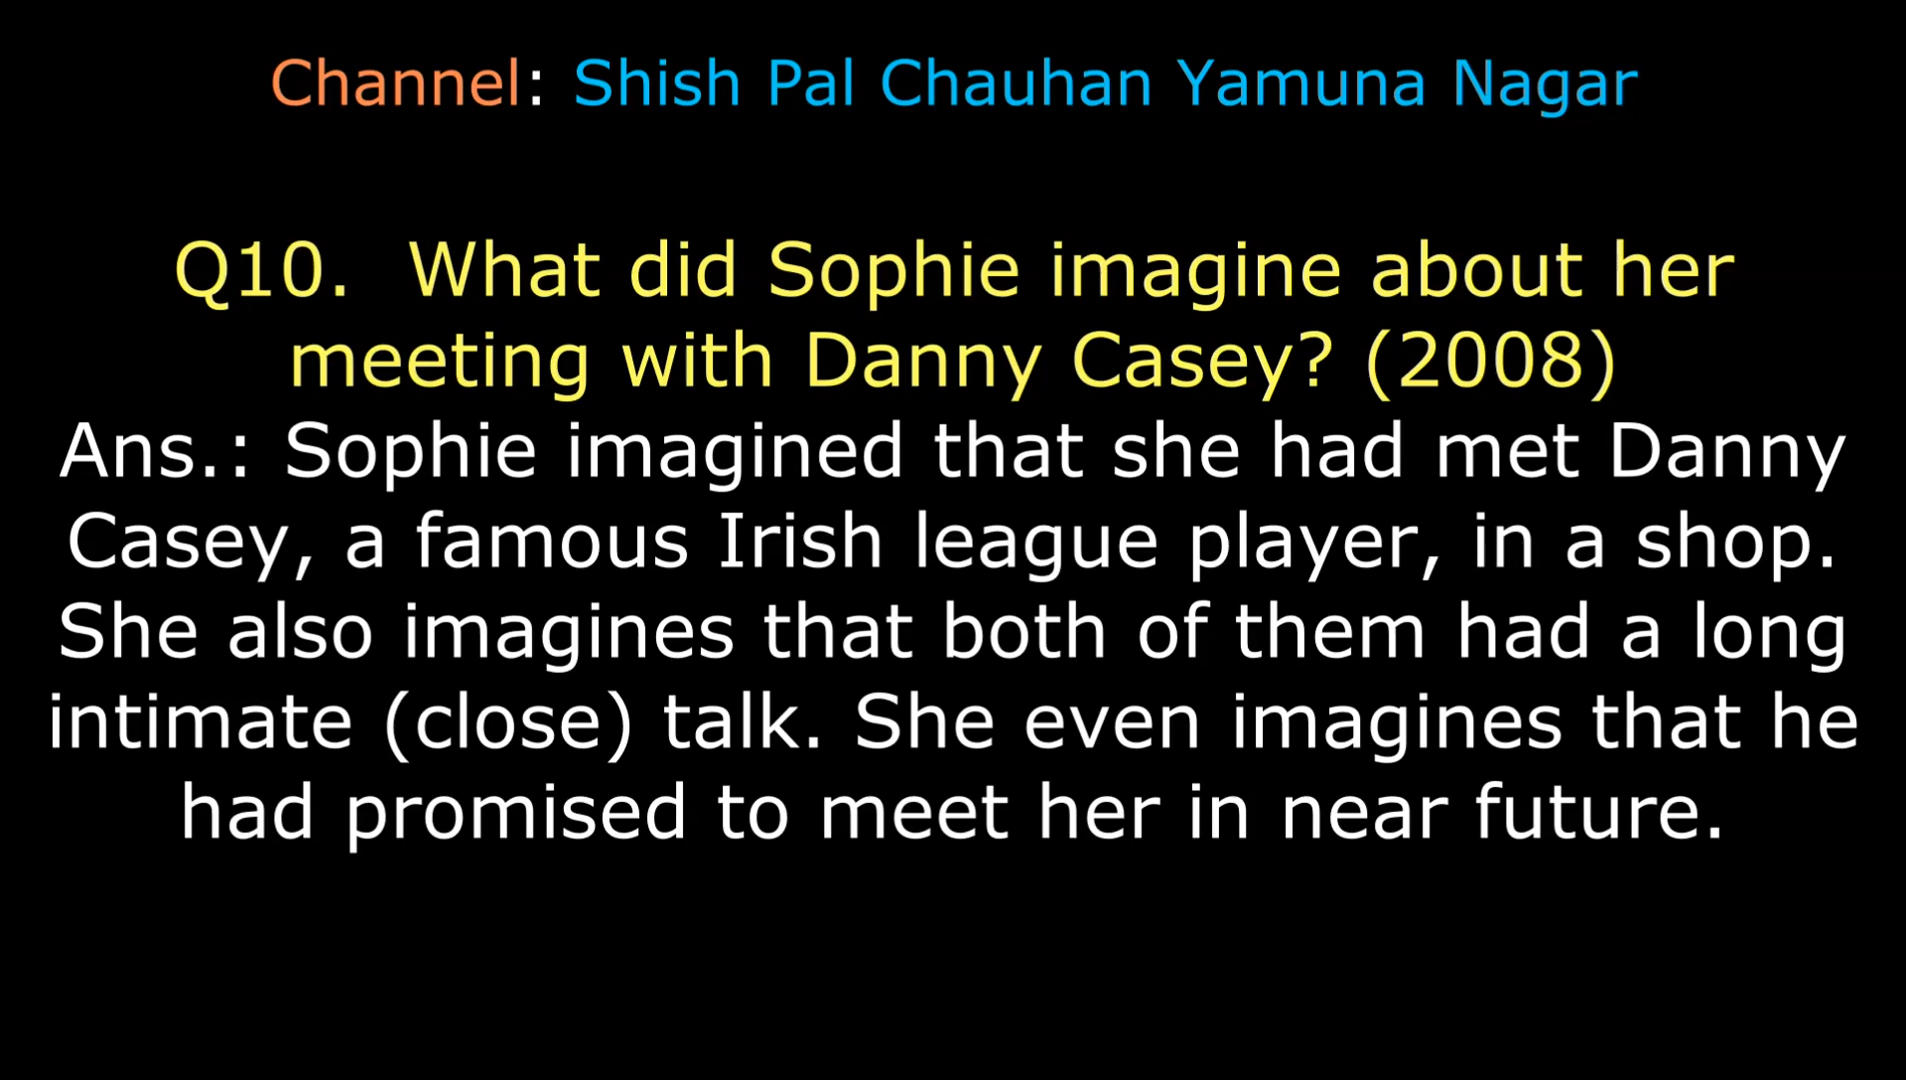 Channel: Shish Pal Chauhan Yamuna Nagar
Q10.  What did Sophie imagine about her
meeting with Danny Casey? (2008)
Ans.: Sophie imagined that she had met Danny
Casey, a famous Irish league player, in a shop.
She also imagines that both of them had a long
intimate (close) talk. She even imagines that he
had promised to meet her in near future.